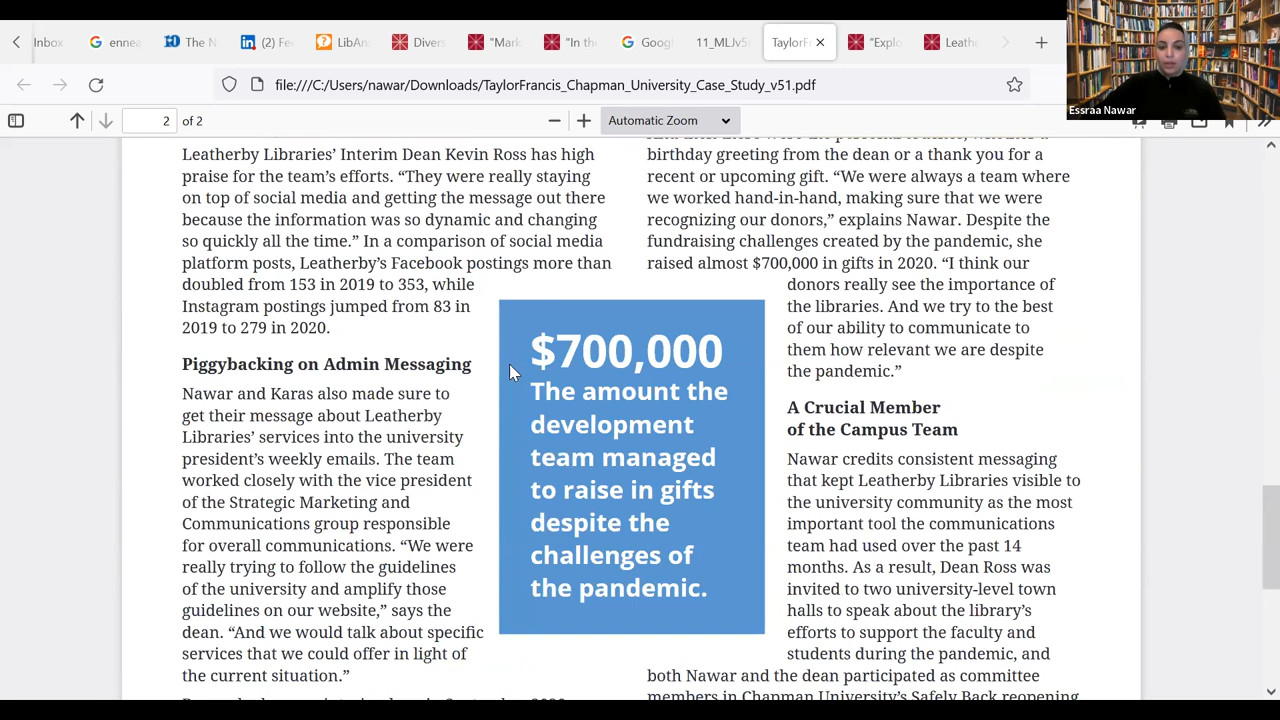 Inbox
ennea
The N
(2) Fe
LibAn
Divers
"Mark
"In the
Googl
11_MLJv5
TaylorF
"Explo
Leath
file:///C:/Users/nawar/Downloads/TaylorFrancis_Chapman_University_Case_Study_v51.pdf
Essraa Nawar
2 of 2
Automatic Zoom
Leatherby Libraries’ Interim Dean Kevin Ross has high
praise for the team’s efforts. “They were really staying
on top of social media and getting the message out there
because the information was so dynamic and changing
so quickly all the time.” In a comparison of social media
platform posts, Leatherby’s Facebook postings more than
doubled from 153 in 2019 to 353, while
Instagram postings jumped from 83 in
2019 to 279 in 2020.
Piggybacking on Admin Messaging
Nawar and Karas also made sure to
get their message about Leatherby
Libraries’ services into the university
president’s weekly emails. The team
worked closely with the vice president
of the Strategic Marketing and
Communications group responsible
for overall communications. “We were
really trying to follow the guidelines
of the university and amplify those
guidelines on our website,” says the
dean. “And we would talk about specific
services that we could offer in light of
the current situation.”
$700,000
The amount the
development
team managed
to raise in gifts
despite the
challenges of
the pandemic.
birthday greeting from the dean or a thank you for a
recent or upcoming gift. “We were always a team where
we worked hand-in-hand, making sure that we were
recognizing our donors,” explains Nawar. Despite the
fundraising challenges created by the pandemic, she
raised almost $700,000 in gifts in 2020. “I think our
donors really see the importance of
the libraries. And we try to the best
of our ability to communicate to
them how relevant we are despite
the pandemic.”
A Crucial Member
of the Campus Team
Nawar credits consistent messaging
that kept Leatherby Libraries visible to
the university community as the most
important tool the communications
team had used over the past 14
months. As a result, Dean Ross was
invited to two university-level town
halls to speak about the library’s
efforts to support the faculty and
students during the pandemic, and
both Nawar and the dean participated as committee
members in Chapman University’s Safely Back reopening